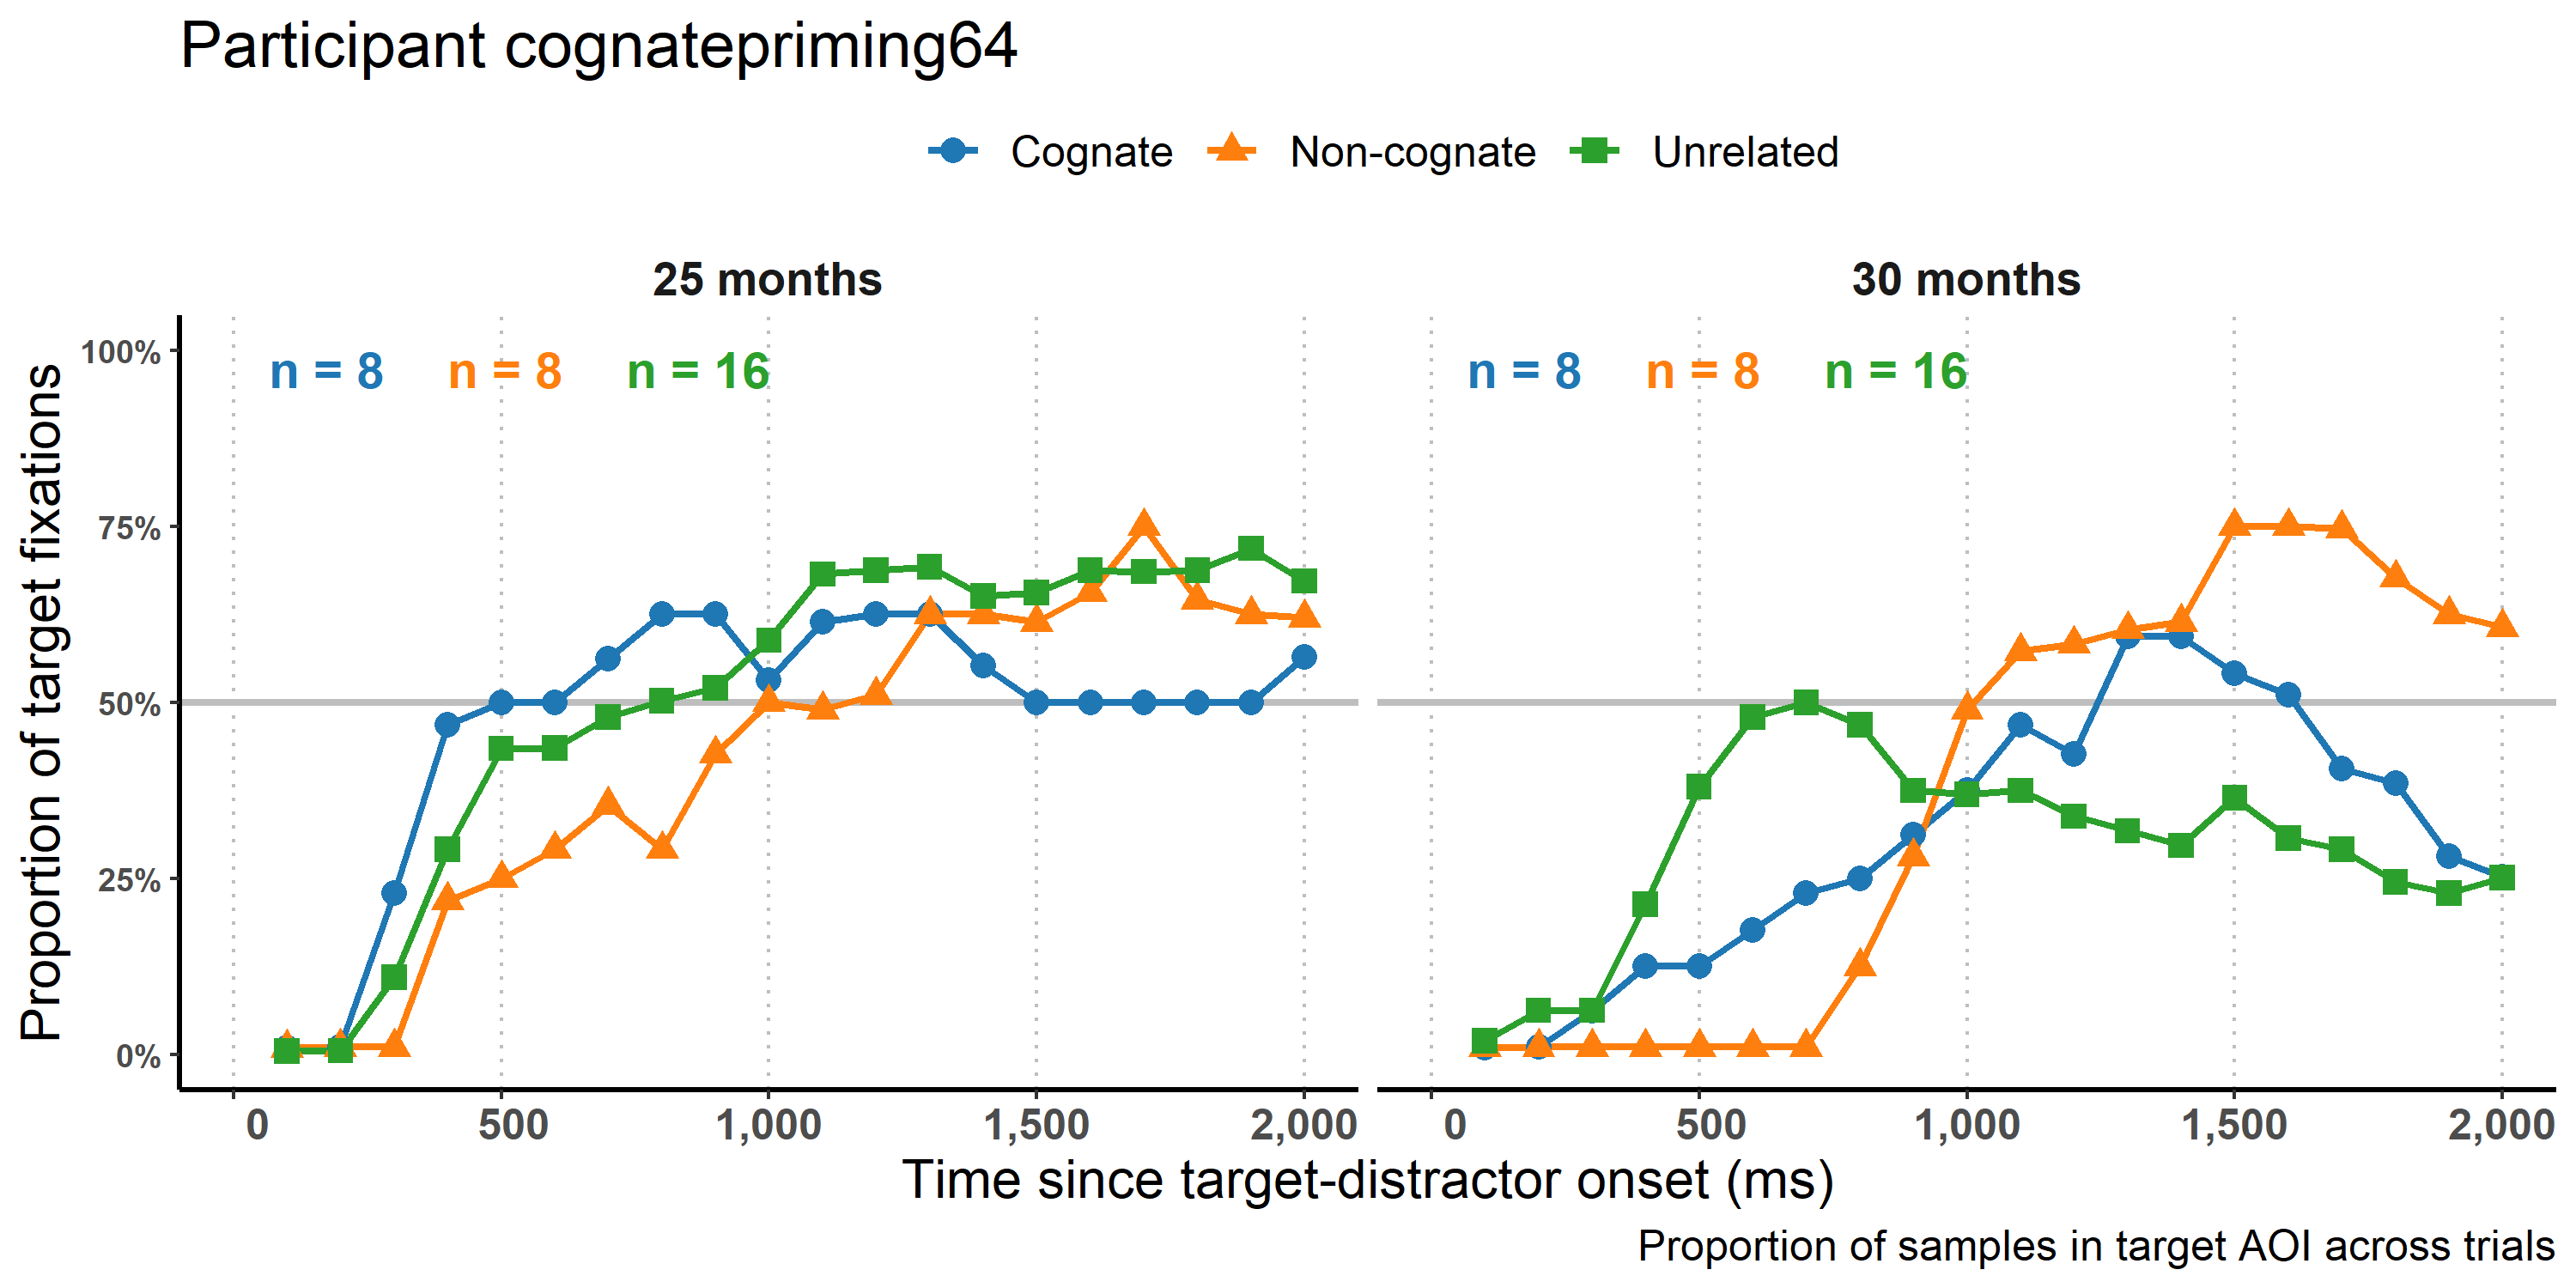 Participant cognatepriming64
Cognate Non-cognate Unrelated
25 months 30 months
n = 8 n = 8 n = 16 n = 8 n = 8 n = 16
Proportion of target fixations
100%
75%
50%
25%
0%
0 500 1,000 1,500 2,000 0 500 1,000 1,500 2,000
Time since target-distractor onset (ms)
Proportion of samples in target AOI across trials